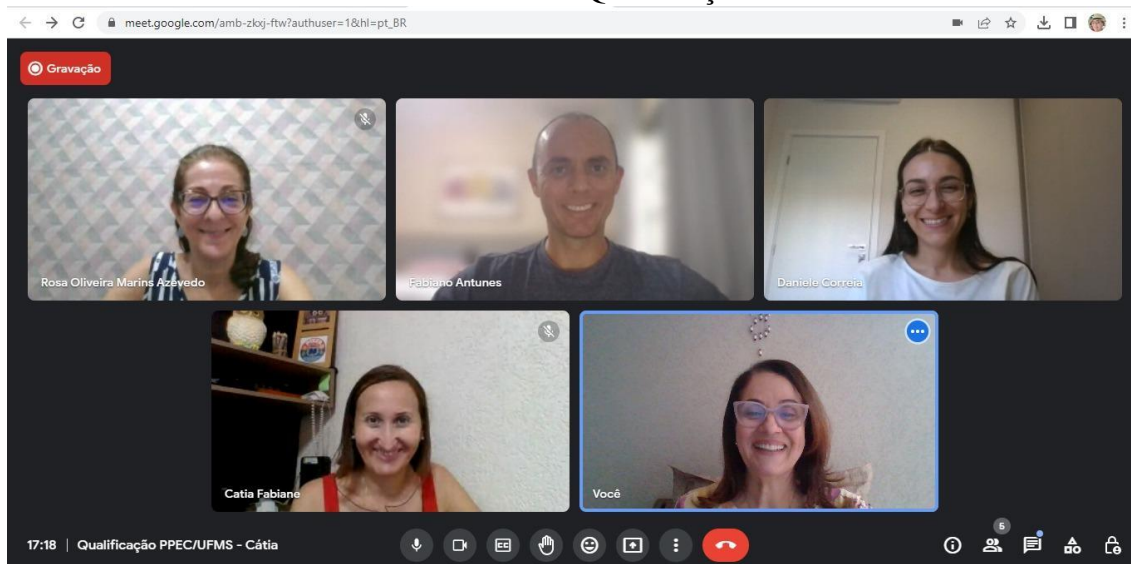 meet.google.com/amb-zkxj-ftw?authuser=1&hl=pt_BR
Gravação
Rosa Oliveira Marins Azevedo
Fabiano Antunes
Daniele Correia
Catia Fabiane
Você
5
17:18 | Qualificação PPEC/UFMS - Cátia